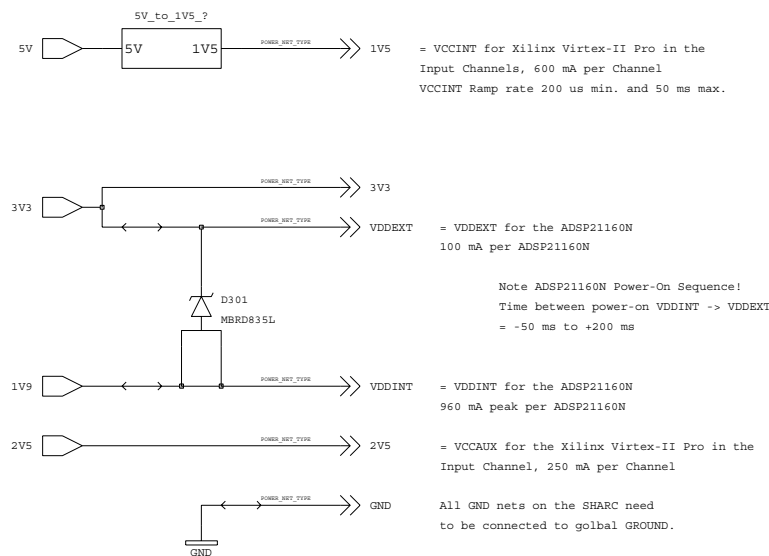 5V_to_1V5_?
5V 5V 1V5 POWER_NET_TYPE 1V5 = VCCINT for Xilinx Virtex-II Pro in the
Input Channels, 600 mA per Channel
VCCINT Ramp rate 200 us min. and 50 ms max.
POWER_NET_TYPE 3V3
3V3
POWER_NET_TYPE VDDEXT = VDDEXT for the ADSP21160N
100 mA per ADSP21160N
Note ADSP21160N Power-On Sequence!
D301 Time between power-on VDDINT -> VDDEXT
MBRD835L = -50 ms to +200 ms
1V9 POWER_NET_TYPE VDDINT = VDDINT for the ADSP21160N
960 mA peak per ADSP21160N
2V5 POWER_NET_TYPE 2V5 = VCCAUX for the Xilinx Virtex-II Pro in the
Input Channel, 250 mA per Channel
POWER_NET_TYPE GND All GND nets on the SHARC need
to be connected to golbal GROUND.
GND